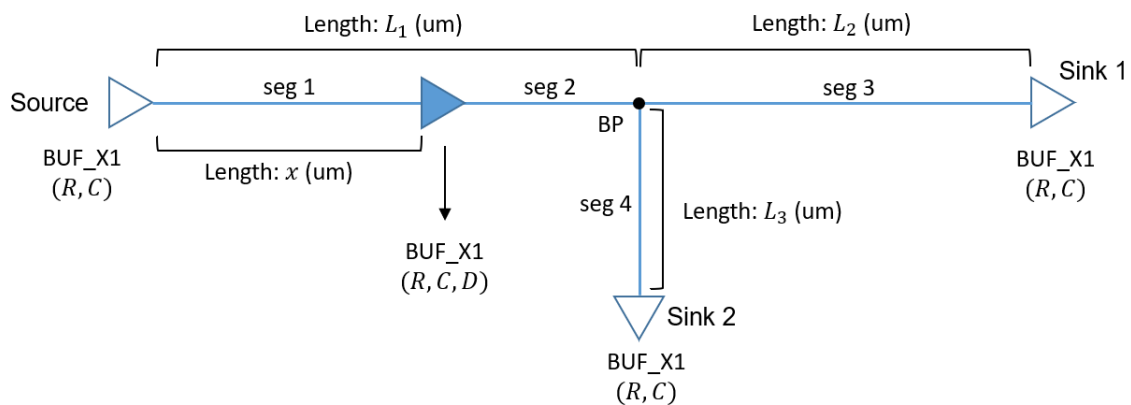 Length: L₁ (um)
Length: L₂ (um)
Source
seg 1
seg 2
seg 3
Sink 1
BP
BUF_X1
(R, C)
Length: x (um)
BUF_X1
(R, C)
seg 4
Length: L₃ (um)
BUF_X1
(R, C, D)
Sink 2
BUF_X1
(R, C)